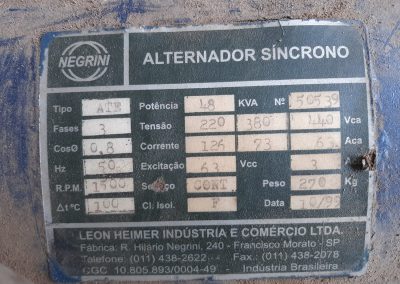 NEGRINI
ALTERNADOR SÍNCRONO
Tipo ATE Potência 48 KVA Nº 50539
Fases 3 Tensão 220 380 440 Vca
CosØ 0,8 Corrente 126 73 63 Aca
Hz 50 Excitação 63 Vcc 3
R.P.M. 1500 Serviço CONT Peso 270 Kg
Δt ºC 100 Cl. Isol. F Data
LEON HEIMER INDÚSTRIA E COMÉRCIO LTDA.
Fábrica: R. Hilário Negrini, 240 - Francisco Morato - SP
Telefone: (011) 438-2622 Fax.: (011) 438-2078
CGC 10.805.893/0004-49 Indústria Brasileira